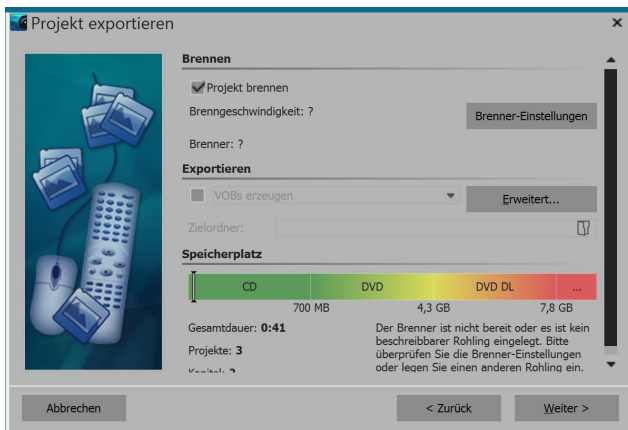 Projekt exportieren
Brennen
Projekt brennen
Brenngeschwindigkeit: ?
Brenner-Einstellungen
Brenner: ?
Exportieren
VOBs erzeugen
Erweitert...
Zielordner:
Speicherplatz
CD DVD DVD DL ...
700 MB 4,3 GB 7,8 GB
Gesamtdauer: 0:41
Projekte: 3
Der Brenner ist nicht bereit oder es ist kein
beschreibbarer Rohling eingelegt. Bitte
überprüfen Sie die Brenner-Einstellungen
oder legen Sie einen anderen Rohling ein.
Abbrechen
< Zurück
Weiter >